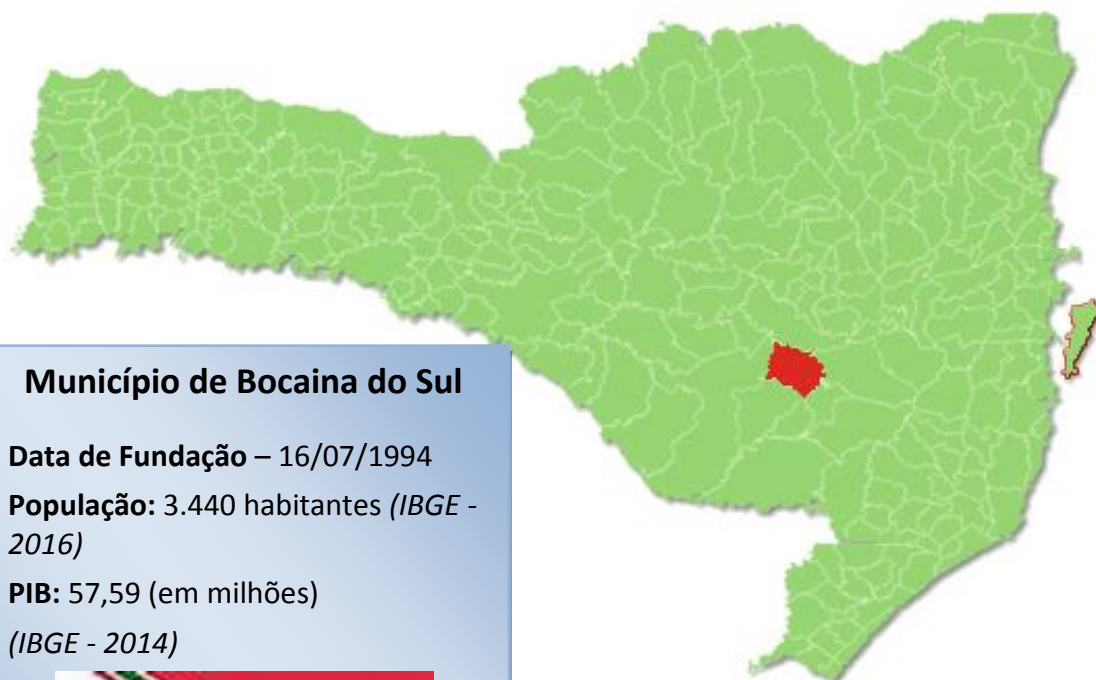 Município de Bocaina do Sul
Data de Fundação – 16/07/1994
População: 3.440 habitantes (IBGE -
2016)
PIB: 57,59 (em milhões)
(IBGE - 2014)